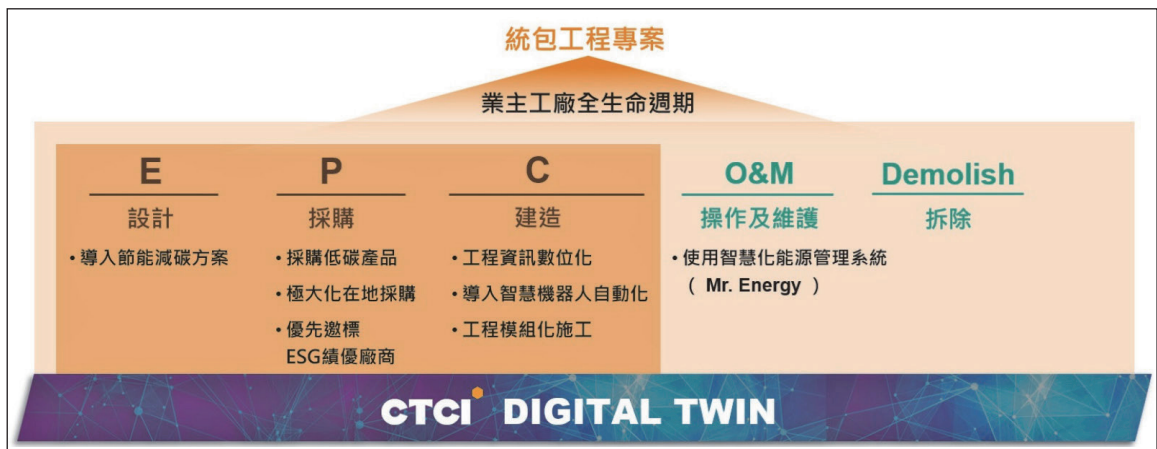 統包工程專案
業主工廠全生命週期
E
設計
• 導入節能減碳方案
P
採購
• 採購低碳產品
• 極大化在地採購
• 優先邀標
ESG績優廠商
C
建造
• 工程資訊數位化
• 導入智慧機器人自動化
• 工程模組化施工
O&M
操作及維護
• 使用智慧化能源管理系統
( Mr. Energy )
Demolish
拆除
CTCI DIGITAL TWIN